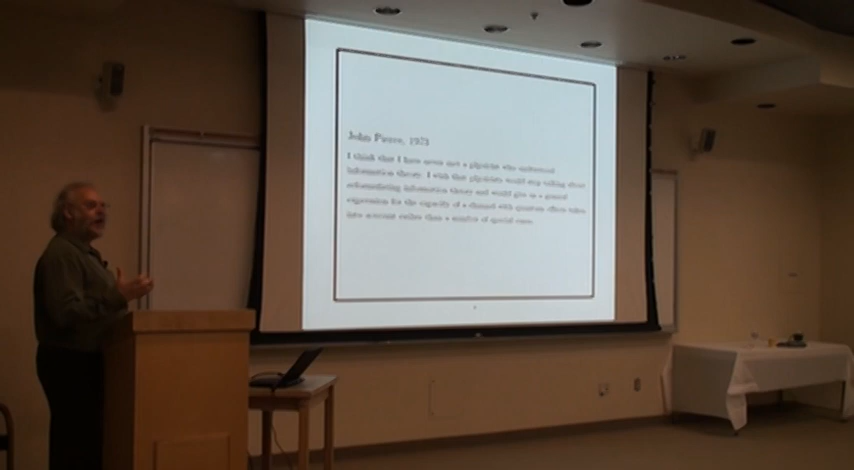 John Pierce, 1973
I think that I have never met a physicist who understood
information theory. I wish that physicists would stop talking about
reformulating information theory and would give us a general
expression for the capacity of a channel with quantum effects taken
into account rather than a number of special cases.